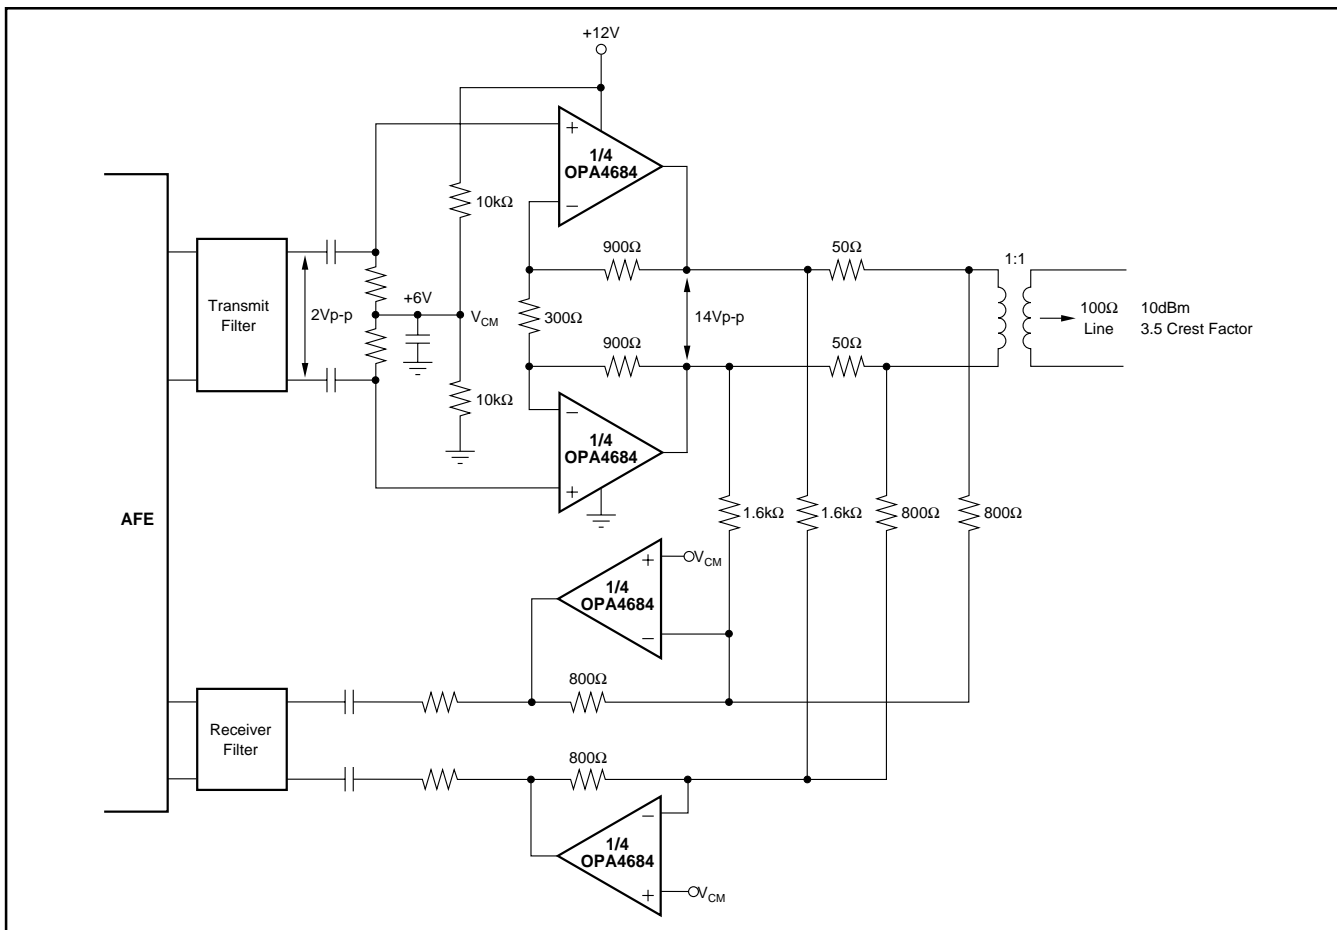 +12V
1/4
OPA4684
10kΩ
900Ω
50Ω
1:1
Transmit
Filter
2Vp-p
+6V
VCM
300Ω
14Vp-p
100Ω
Line
10dBm
3.5 Crest Factor
900Ω
50Ω
10kΩ
1/4
OPA4684
AFE
1.6kΩ
1.6kΩ
800Ω
800Ω
VCM
1/4
OPA4684
800Ω
Receiver
Filter
800Ω
1/4
OPA4684
VCM